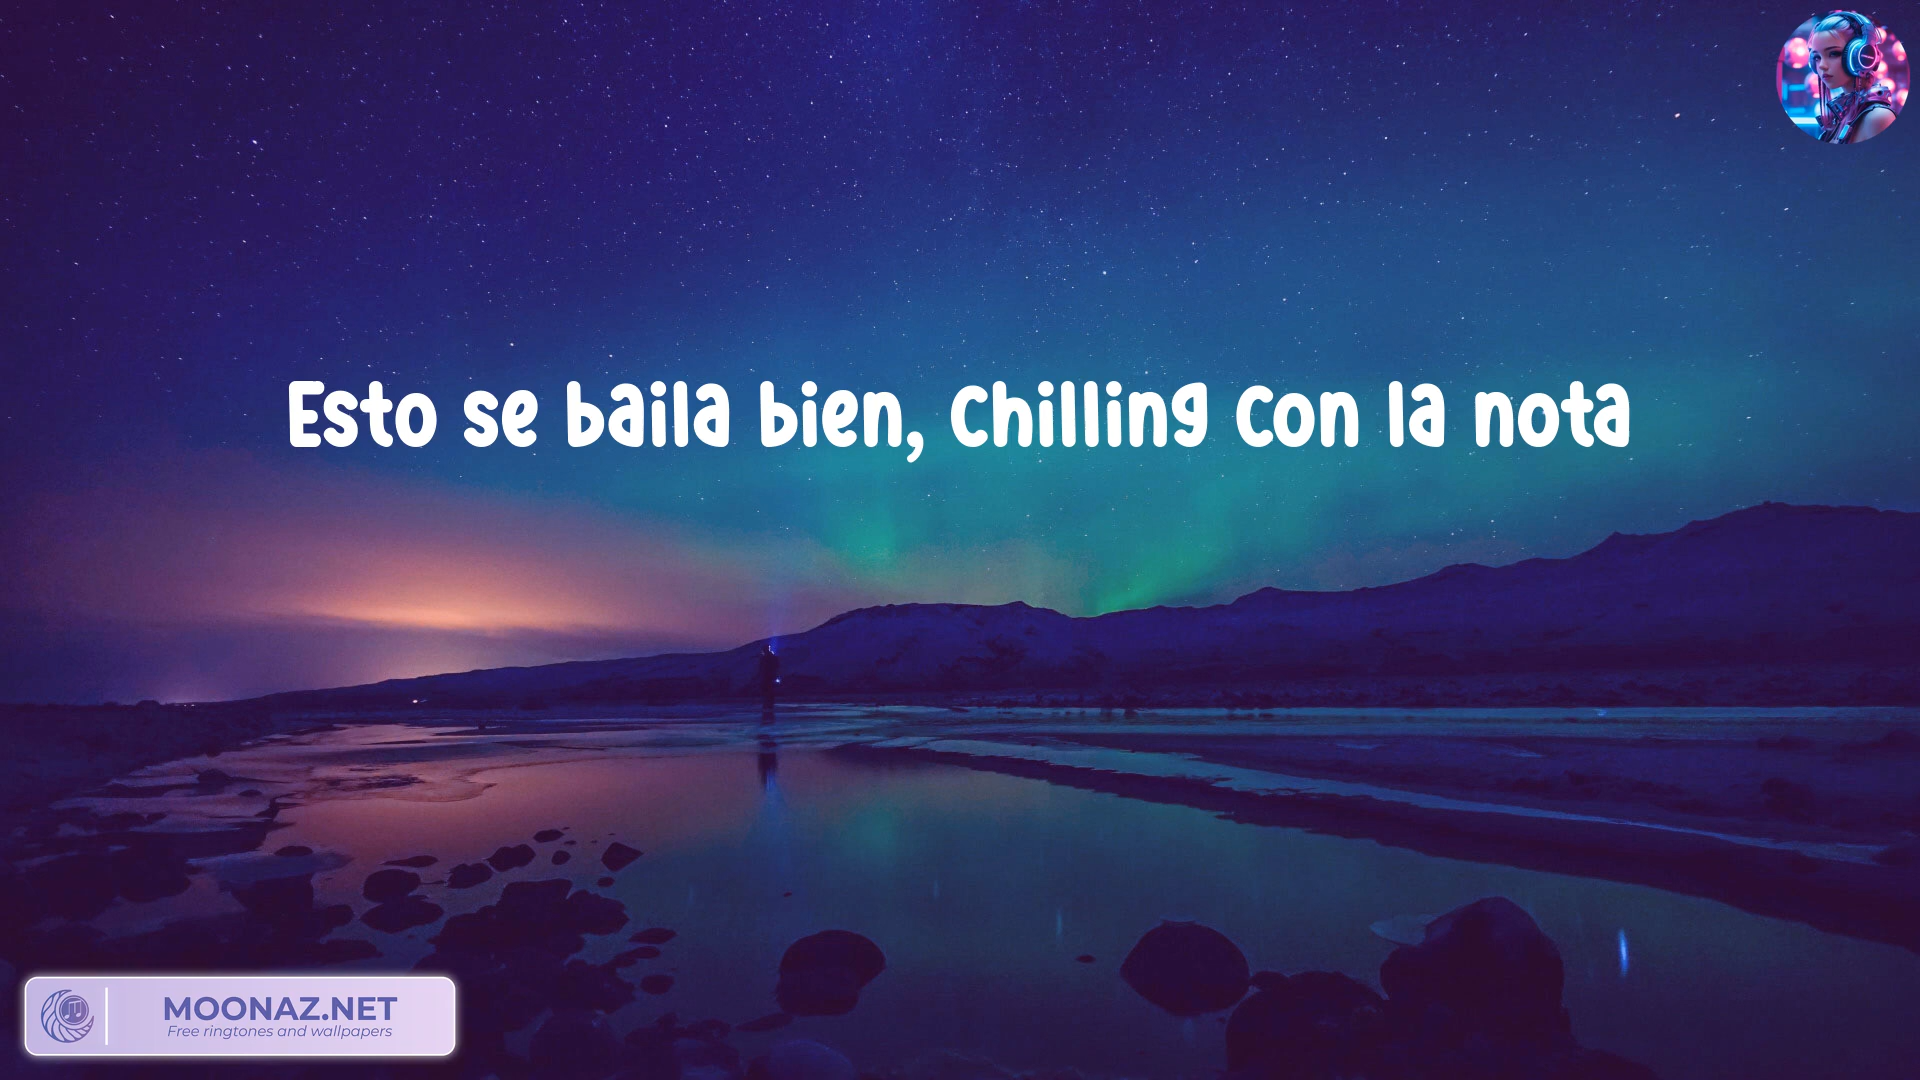 Esto se baila bien, chilling con la nota
MOONAZ.NET
Free ringtones and wallpapers